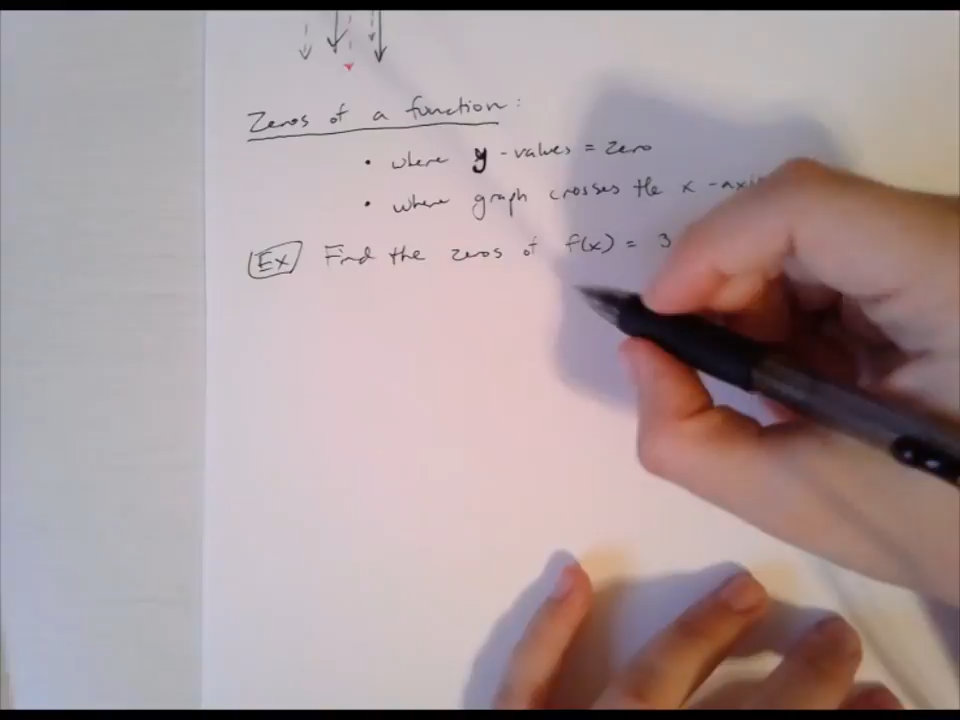 Zeros of a function:
• where y-values = zero
• where graph crosses the x-axis
Ex Find the zeros of f(x) = 3